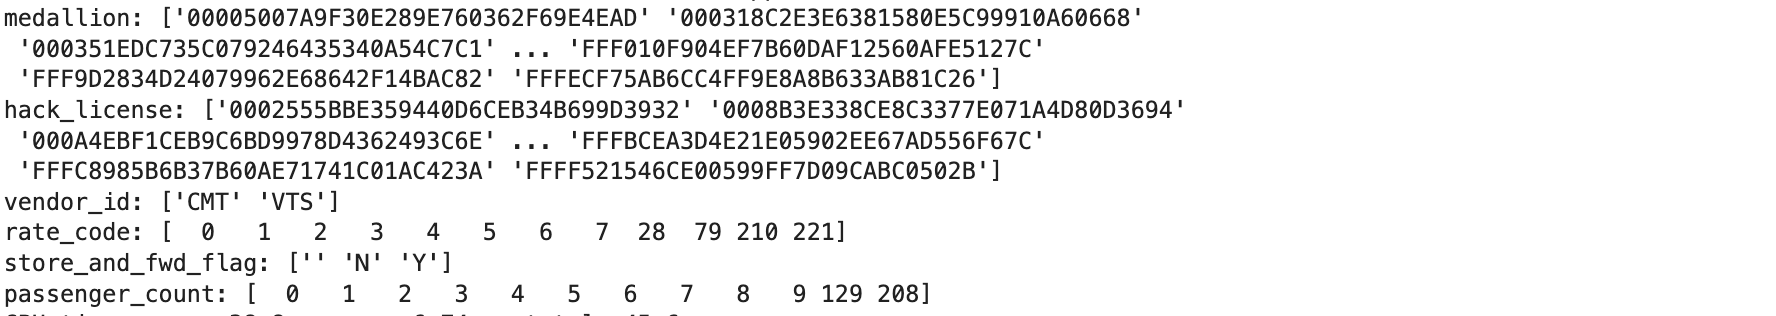 medallion: ['00005007A9F30E289E760362F69E4EAD' '000318C2E3E6381580E5C99910A60668'
 '000351EDC735C079246435340A54C7C1' ... 'FFF010F904EF7B60DAF12560AFE5127C'
 'FFF9D2834D24079962E68642F14BAC82' 'FFFECF75AB6CC4FF9E8A8B633AB81C26']
hack_license: ['0002555BBE359440D6CEB34B699D3932' '0008B3E338CE8C3377E071A4D80D3694'
 '000A4EBF1CEB9C6BD9978D4362493C6E' ... 'FFFBCEA3D4E21E05902EE67AD556F67C'
 'FFFC8985B6B37B60AE71741C01AC423A' 'FFFF521546CE00599FF7D09CABC0502B']
vendor_id: ['CMT' 'VTS']
rate_code: [  0   1   2   3   4   5   6   7  28  79 210 221]
store_and_fwd_flag: ['' 'N' 'Y']
passenger_count: [  0   1   2   3   4   5   6   7   8   9 129 208]